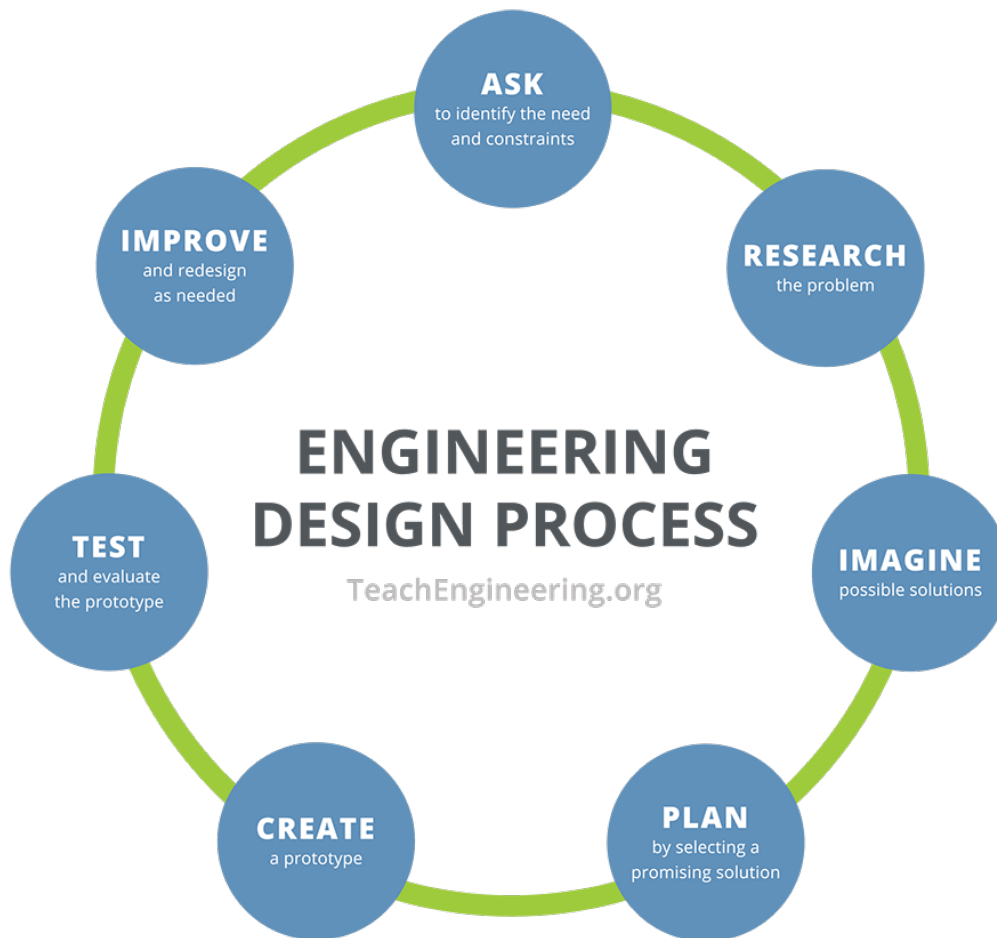 ASK
to identify the need
and constraints
RESEARCH
the problem
IMAGINE
possible solutions
PLAN
by selecting a
promising solution
CREATE
a prototype
TEST
and evaluate
the prototype
IMPROVE
and redesign
as needed
ENGINEERING
DESIGN PROCESS
TeachEngineering.org